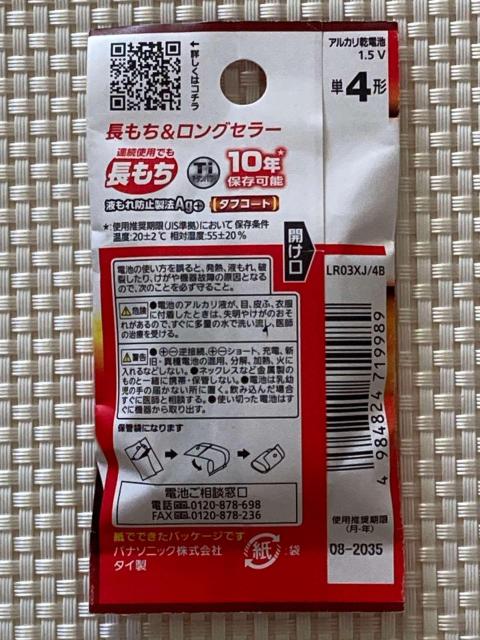 ←詳しくはコチラ
アルカリ乾電池
1.5 V
単4形
長もち&ロングセラー
連続使用でも
長もち
Ti
10年*
保存可能
液もれ防止製法Ag+
タフコート
*:使用推奨期限(JIS準拠)において 保存条件
温度:20±2℃ 相対湿度:55±20%
開け口
LR03XJ/4B
電池の使い方を誤ると、発熱、液もれ、破
裂したり、けがや機器故障の原因となるの
で、次のことを必ず守ること。
⚠危険 ●電池のアルカリ液が、目、皮ふ、衣服
に付着したときは、失明やけがのおそ
れがあるので、すぐに多量の水で洗い流し、医師
の治療を受ける。
⚠警告 ●⊕⊖逆接続、⊕⊖ショート、充電、新
旧・異種電池の混用、分解、加熱、火に
入れるなどしない。●ネックレスなど金属製の
ものと一緒に携帯・保管しない。●電池は乳幼
児の手の届かない所に置く。飲み込んだ場合
すぐに医師と相談する。●使い切った電池はす
ぐに機器から取り出す。
保管袋になります
電池ご相談窓口
電話 0120-878-698
FAX 0120-878-236
紙でできたパッケージです
パナソニック株式会社
タイ製
紙
:袋
4 984824 719989
使用推奨期限
(月-年)
08-2035